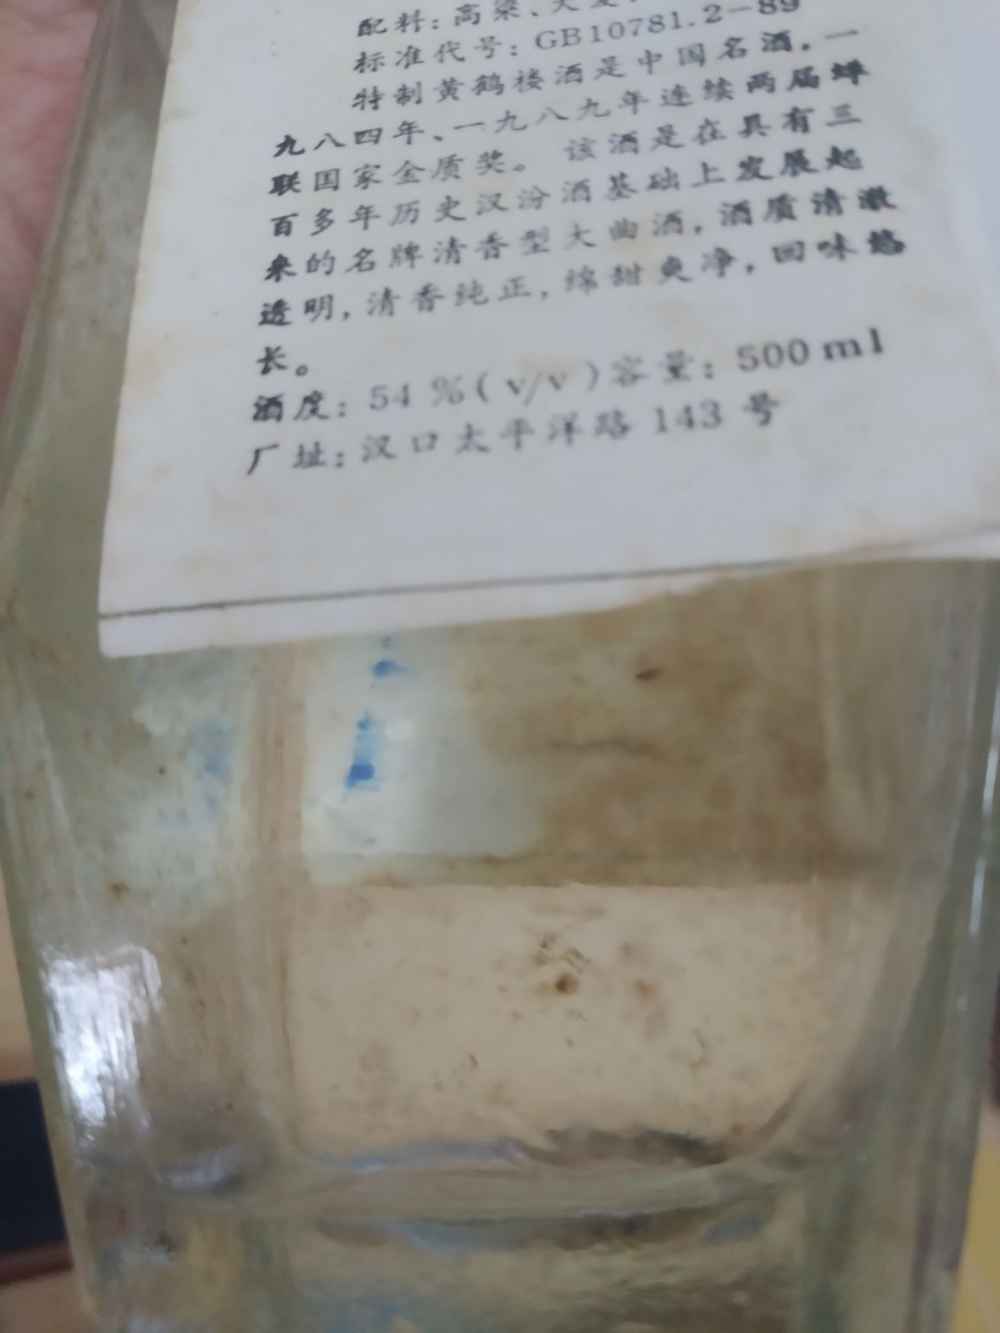 配料：高粱、大麦、
标准代号：GB10781.2-89
特制黄鹤楼酒是中国名酒。一
九八四年、一九八九年连续两届蝉
联国家金质奖。 该酒是在具有三
百多年历史汉汾酒基础上发展起
来的名牌清香型大曲酒，酒质清澈
透明，清香纯正，绵甜爽净，回味悠
长。
酒度：54 %(v/v)容量：500 ml
厂址：汉口太平洋路 143 号